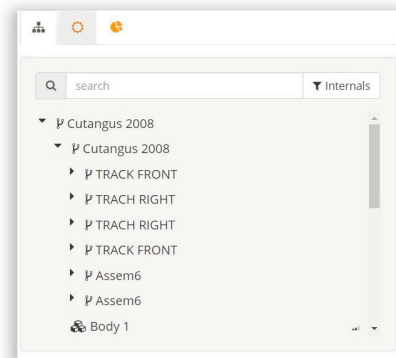 search
Internals
Cutangus 2008
Cutangus 2008
TRACK FRONT
TRACH RIGHT
TRACH RIGHT
TRACK FRONT
Assem6
Assem6
Body 1